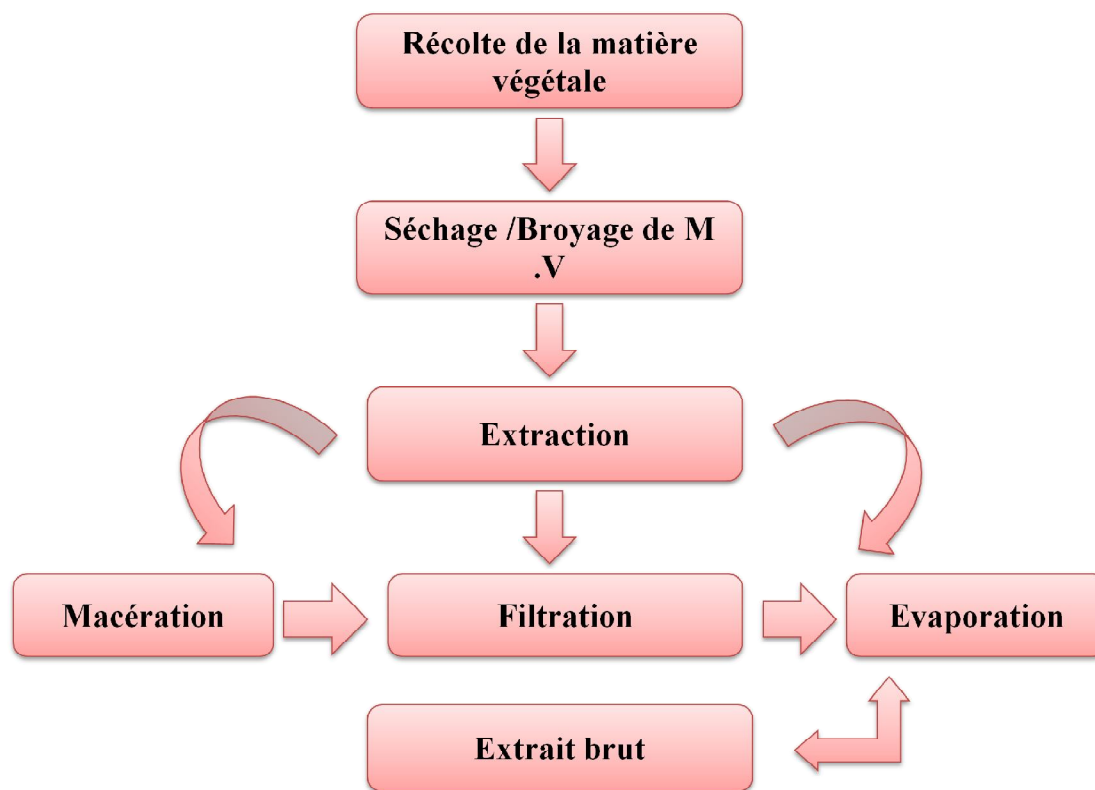 Récolte de la matière
végétale
Séchage /Broyage de M
.V
Extraction
Macération
Filtration
Evaporation
Extrait brut